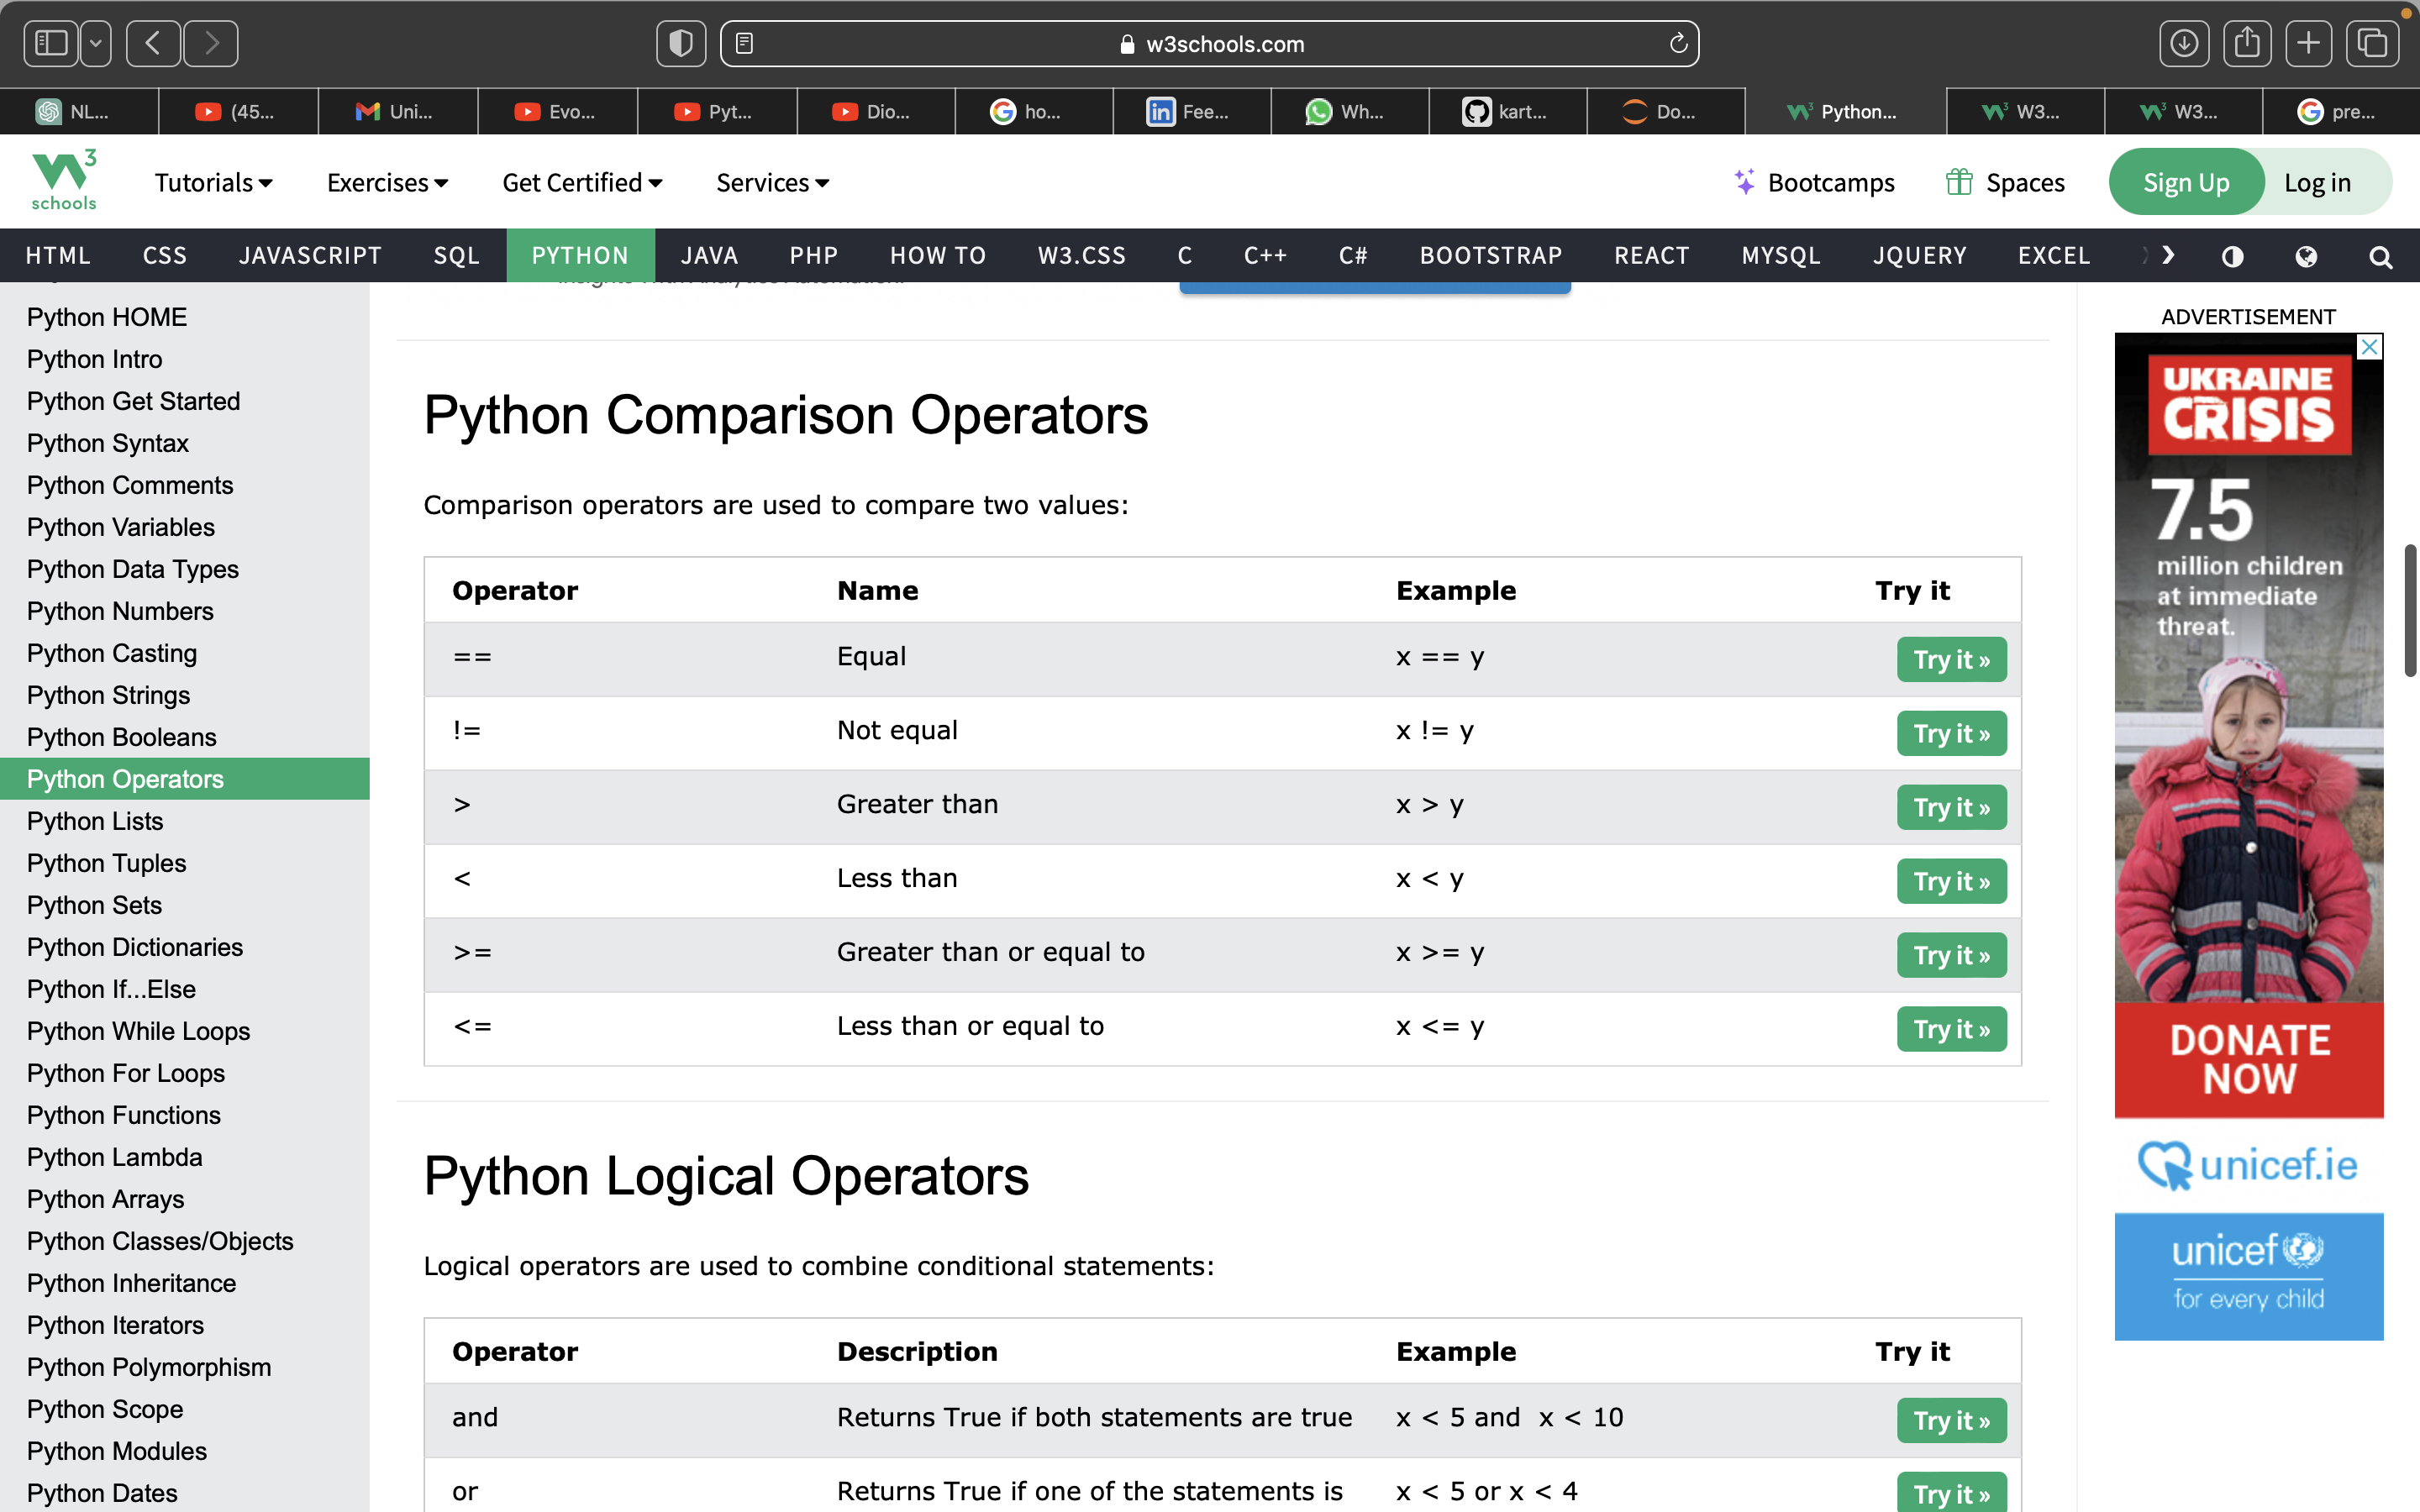 w3schools.com
NL...
(45...
Uni...
Evo...
Pyt...
Dio...
ho...
Fee...
Wh...
kart...
Do...
Python...
W3...
W3...
pre...
3
schools
Tutorials
Exercises
Get Certified
Services
Bootcamps
Spaces
Sign Up
Log in
HTML
CSS
JAVASCRIPT
SQL
PYTHON
JAVA
PHP
HOW TO
W3.CSS
C
C++
C#
BOOTSTRAP
REACT
MYSQL
JQUERY
EXCEL
Python HOME
Python Intro
Python Get Started
Python Syntax
Python Comments
Python Variables
Python Data Types
Python Numbers
Python Casting
Python Strings
Python Booleans
Python Operators
Python Lists
Python Tuples
Python Sets
Python Dictionaries
Python If...Else
Python While Loops
Python For Loops
Python Functions
Python Lambda
Python Arrays
Python Classes/Objects
Python Inheritance
Python Iterators
Python Polymorphism
Python Scope
Python Modules
Python Dates
Python Comparison Operators
Comparison operators are used to compare two values:
Operator Name Example Try it
== Equal x == y Try it »
!= Not equal x != y Try it »
> Greater than x > y Try it »
< Less than x < y Try it »
>= Greater than or equal to x >= y Try it »
<= Less than or equal to x <= y Try it »
Python Logical Operators
Logical operators are used to combine conditional statements:
Operator Description Example Try it
and Returns True if both statements are true x < 5 and  x < 10 Try it »
or Returns True if one of the statements is x < 5 or x < 4 Try it »
ADVERTISEMENT
UKRAINE
CRISIS
7.5
million children
at immediate
threat.
DONATE
NOW
unicef.ie
unicef
for every child